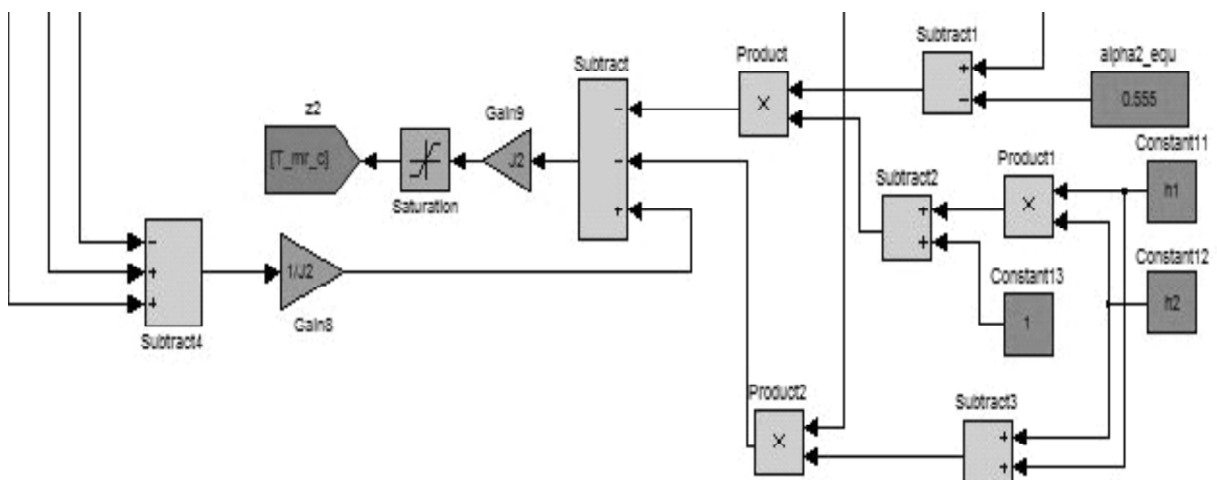 Subtract1
Product
alpha2_equ
Subtract
+
-
0.555
z2
Gain9
-
×
Constant11
[T_mr_c]
J2
-
Product1
Subtract2
h1
Saturation
+
+
×
-
+
Constant12
+
1/J2
Constant13
h2
+
Subtract4
Gain8
1
Product2
Subtract3
×
+
+